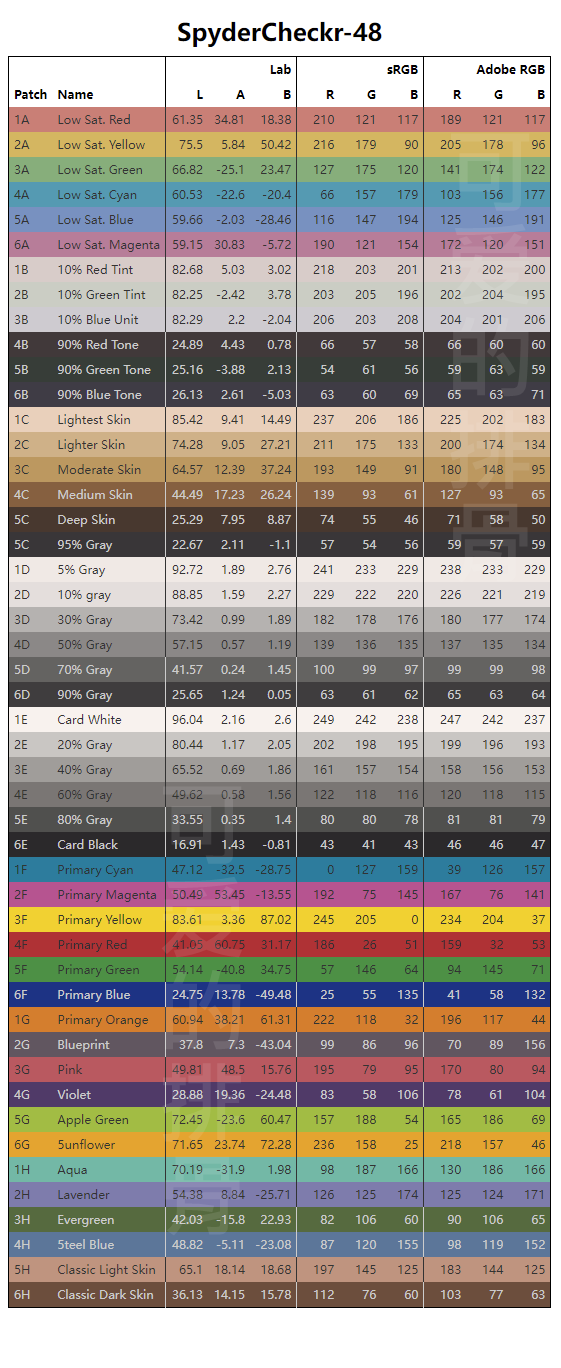 SpyderCheckr-48
Lab sRGB Adobe RGB
Patch Name L A B R G B R G B
1A Low Sat. Red 61.35 34.81 18.38 210 121 117 189 121 117
2A Low Sat. Yellow 75.5 5.84 50.42 216 179 90 205 178 96
3A Low Sat. Green 66.82 -25.1 23.47 127 175 120 141 174 122
4A Low Sat. Cyan 60.53 -22.6 -20.4 66 157 179 103 156 177
5A Low Sat. Blue 59.66 -2.03 -28.46 116 147 194 125 146 191
6A Low Sat. Magenta 59.15 30.83 -5.72 190 121 154 172 120 151
1B 10% Red Tint 82.68 5.03 3.02 218 203 201 213 202 200
2B 10% Green Tint 82.25 -2.42 3.78 203 205 196 202 204 195
3B 10% Blue Unit 82.29 2.2 -2.04 206 203 208 204 201 206
4B 90% Red Tone 24.89 4.43 0.78 66 57 58 66 60 60
5B 90% Green Tone 25.16 -3.88 2.13 54 61 56 59 63 59
6B 90% Blue Tone 26.13 2.61 -5.03 63 60 69 65 63 71
1C Lightest Skin 85.42 9.41 14.49 237 206 186 225 202 183
2C Lighter Skin 74.28 9.05 27.21 211 175 133 200 174 134
3C Moderate Skin 64.57 12.39 37.24 193 149 91 180 148 95
4C Medium Skin 44.49 17.23 26.24 139 93 61 127 93 65
5C Deep Skin 25.29 7.95 8.87 74 55 46 71 58 50
5C 95% Gray 22.67 2.11 -1.1 57 54 56 59 57 59
1D 5% Gray 92.72 1.89 2.76 241 233 229 238 233 229
2D 10% gray 88.85 1.59 2.27 229 222 220 226 221 219
3D 30% Gray 73.42 0.99 1.89 182 178 176 180 177 174
4D 50% Gray 57.15 0.57 1.19 139 136 135 137 135 134
5D 70% Gray 41.57 0.24 1.45 100 99 97 99 99 98
6D 90% Gray 25.65 1.24 0.05 63 61 62 65 63 64
1E Card White 96.04 2.16 2.6 249 242 238 247 242 237
2E 20% Gray 80.44 1.17 2.05 202 198 195 199 196 193
3E 40% Gray 65.52 0.69 1.86 161 157 154 158 156 153
4E 60% Gray 49.62 0.58 1.56 122 118 116 120 118 115
5E 80% Gray 33.55 0.35 1.4 80 80 78 81 81 79
6E Card Black 16.91 1.43 -0.81 43 41 43 46 46 47
1F Primary Cyan 47.12 -32.5 -28.75 0 127 159 39 126 157
2F Primary Magenta 50.49 53.45 -13.55 192 75 145 167 76 141
3F Primary Yellow 83.61 3.36 87.02 245 205 0 234 204 37
4F Primary Red 41.05 60.75 31.17 186 26 51 159 32 53
5F Primary Green 54.14 -40.8 34.75 57 146 64 94 145 71
6F Primary Blue 24.75 13.78 -49.48 25 55 135 41 58 132
1G Primary Orange 60.94 38.21 61.31 222 118 32 196 117 44
2G Blueprint 37.8 7.3 -43.04 99 86 96 70 89 156
3G Pink 49.81 48.5 15.76 195 79 95 170 80 94
4G Violet 28.88 19.36 -24.48 83 58 106 78 61 104
5G Apple Green 72.45 -23.6 60.47 157 188 54 165 186 69
6G 5unflower 71.65 23.74 72.28 236 158 25 218 157 46
1H Aqua 70.19 -31.9 1.98 98 187 166 130 186 166
2H Lavender 54.38 8.84 -25.71 126 125 174 125 124 171
3H Evergreen 42.03 -15.8 22.93 82 106 60 90 106 65
4H 5teel Blue 48.82 -5.11 -23.08 87 120 155 98 119 152
5H Classic Light Skin 65.1 18.14 18.68 197 145 125 183 144 125
6H Classic Dark Skin 36.13 14.15 15.78 112 76 60 103 77 63
可爱的排骨
可爱的排骨